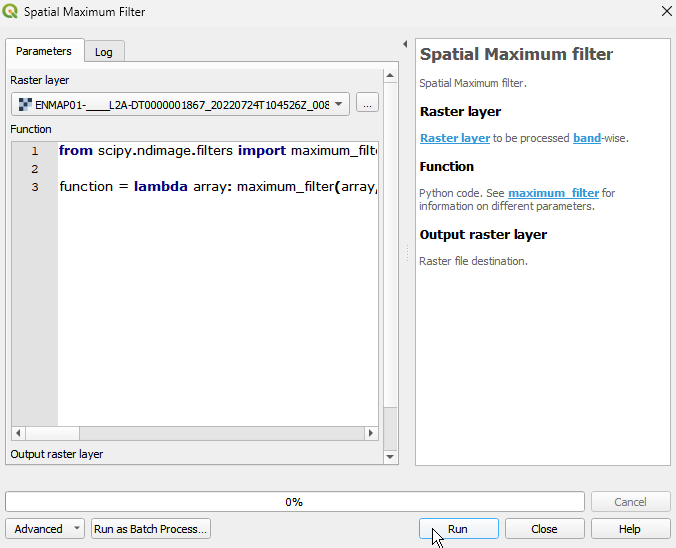 Spatial Maximum Filter
Parameters
Log
Raster layer
ENMAP01-____L2A-DT0000001867_20220724T104526Z_008
...
Function
1 from scipy.ndimage.filters import maximum_filte
2
3 function = lambda array: maximum_filter(array,
Output raster layer
Spatial Maximum filter
Spatial Maximum filter.
Raster layer
Raster layer to be processed band-wise.
Function
Python code. See maximum_filter for
information on different parameters.
Output raster layer
Raster file destination.
0%
Cancel
Advanced
Run as Batch Process...
Run
Close
Help